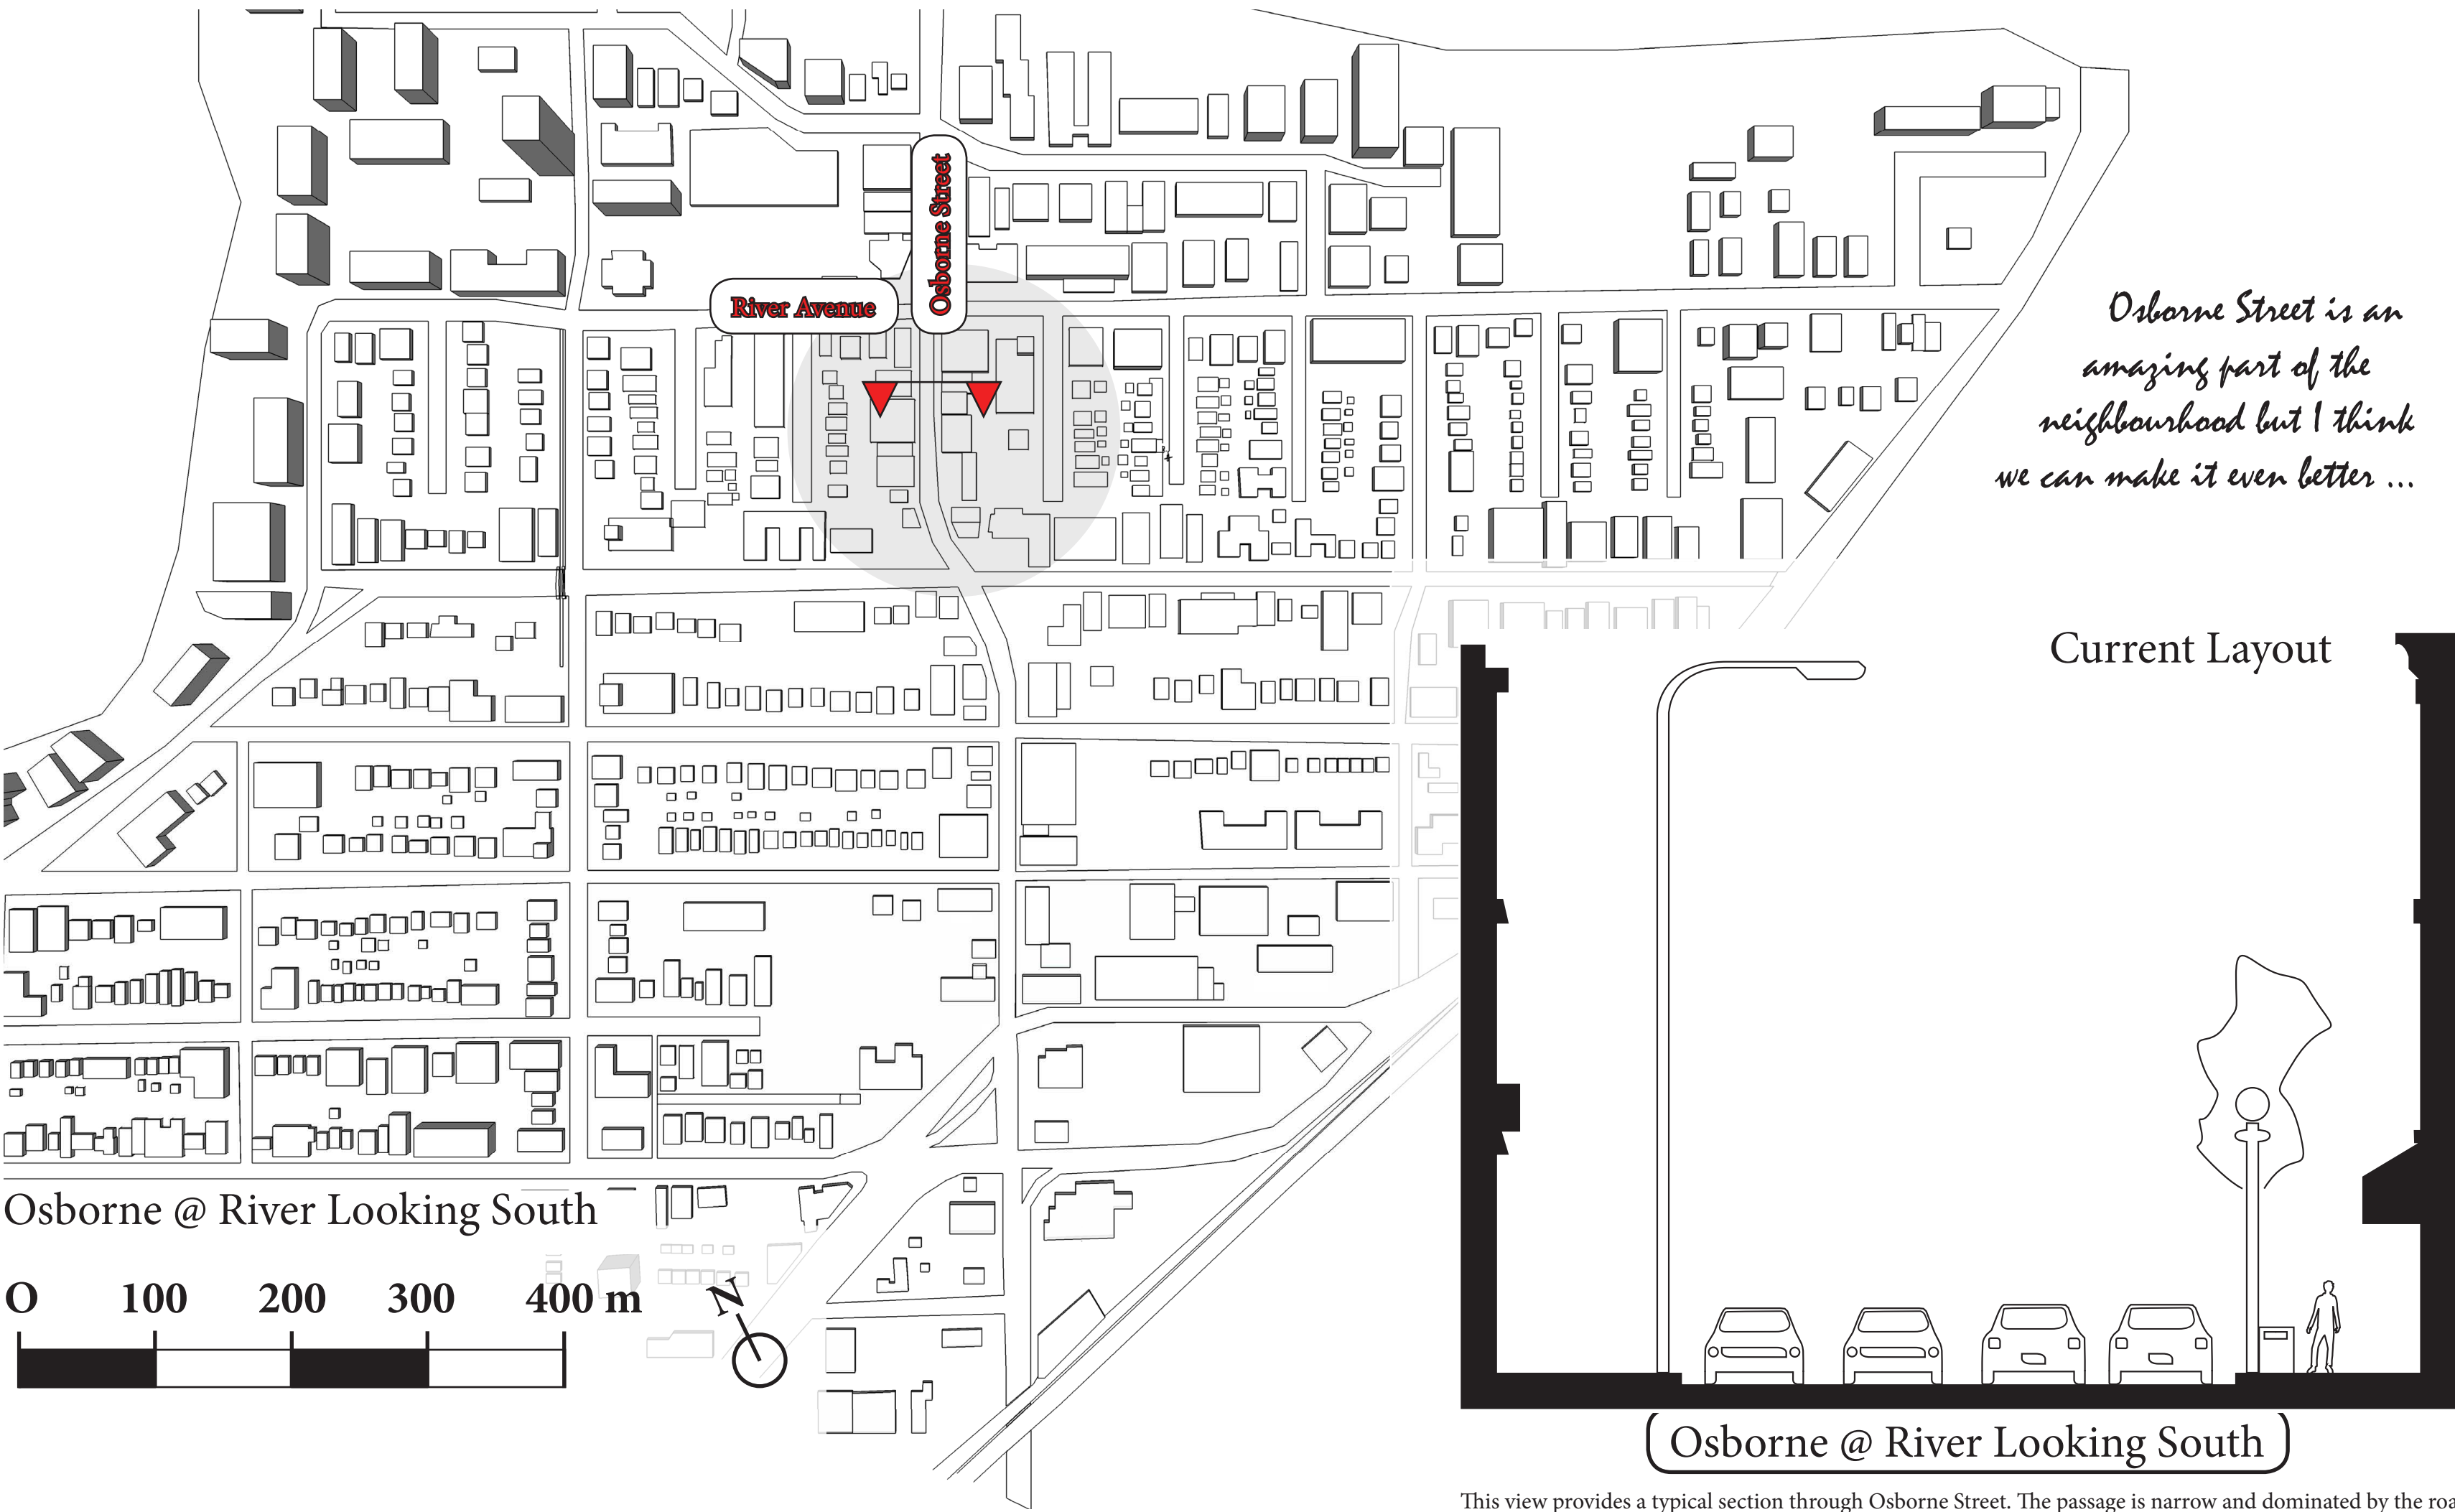 Osborne Street
River Avenue
Osborne Street is an
amazing part of the
neighbourhood but I think
we can make it even better ...
Current Layout
Osborne @ River Looking South
O 100 200 300 400 m
N
Osborne @ River Looking South
This view provides a typical section through Osborne Street. The passage is narrow and dominated by the roa